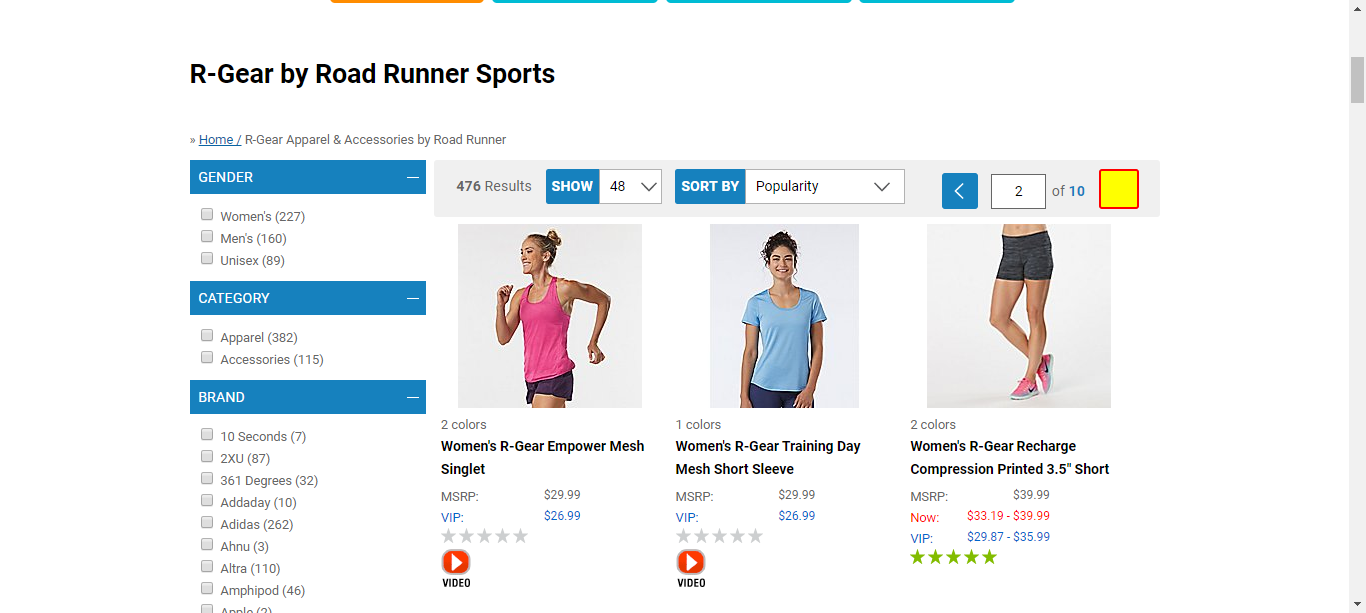 R-Gear by Road Runner Sports
» Home / R-Gear Apparel & Accessories by Road Runner
GENDER
Women's (227)
Men's (160)
Unisex (89)
CATEGORY
Apparel (382)
Accessories (115)
BRAND
10 Seconds (7)
2XU (87)
361 Degrees (32)
Addaday (10)
Adidas (262)
Ahnu (3)
Altra (110)
Amphipod (46)
Apple (2)
476 Results SHOW 48 SORT BY Popularity 2 of 10
2 colors
Women's R-Gear Empower Mesh
Singlet
MSRP: $29.99
VIP: $26.99
VIDEO
1 colors
Women's R-Gear Training Day
Mesh Short Sleeve
MSRP: $29.99
VIP: $26.99
VIDEO
2 colors
Women's R-Gear Recharge
Compression Printed 3.5" Short
MSRP: $39.99
Now: $33.19 - $39.99
VIP: $29.87 - $35.99